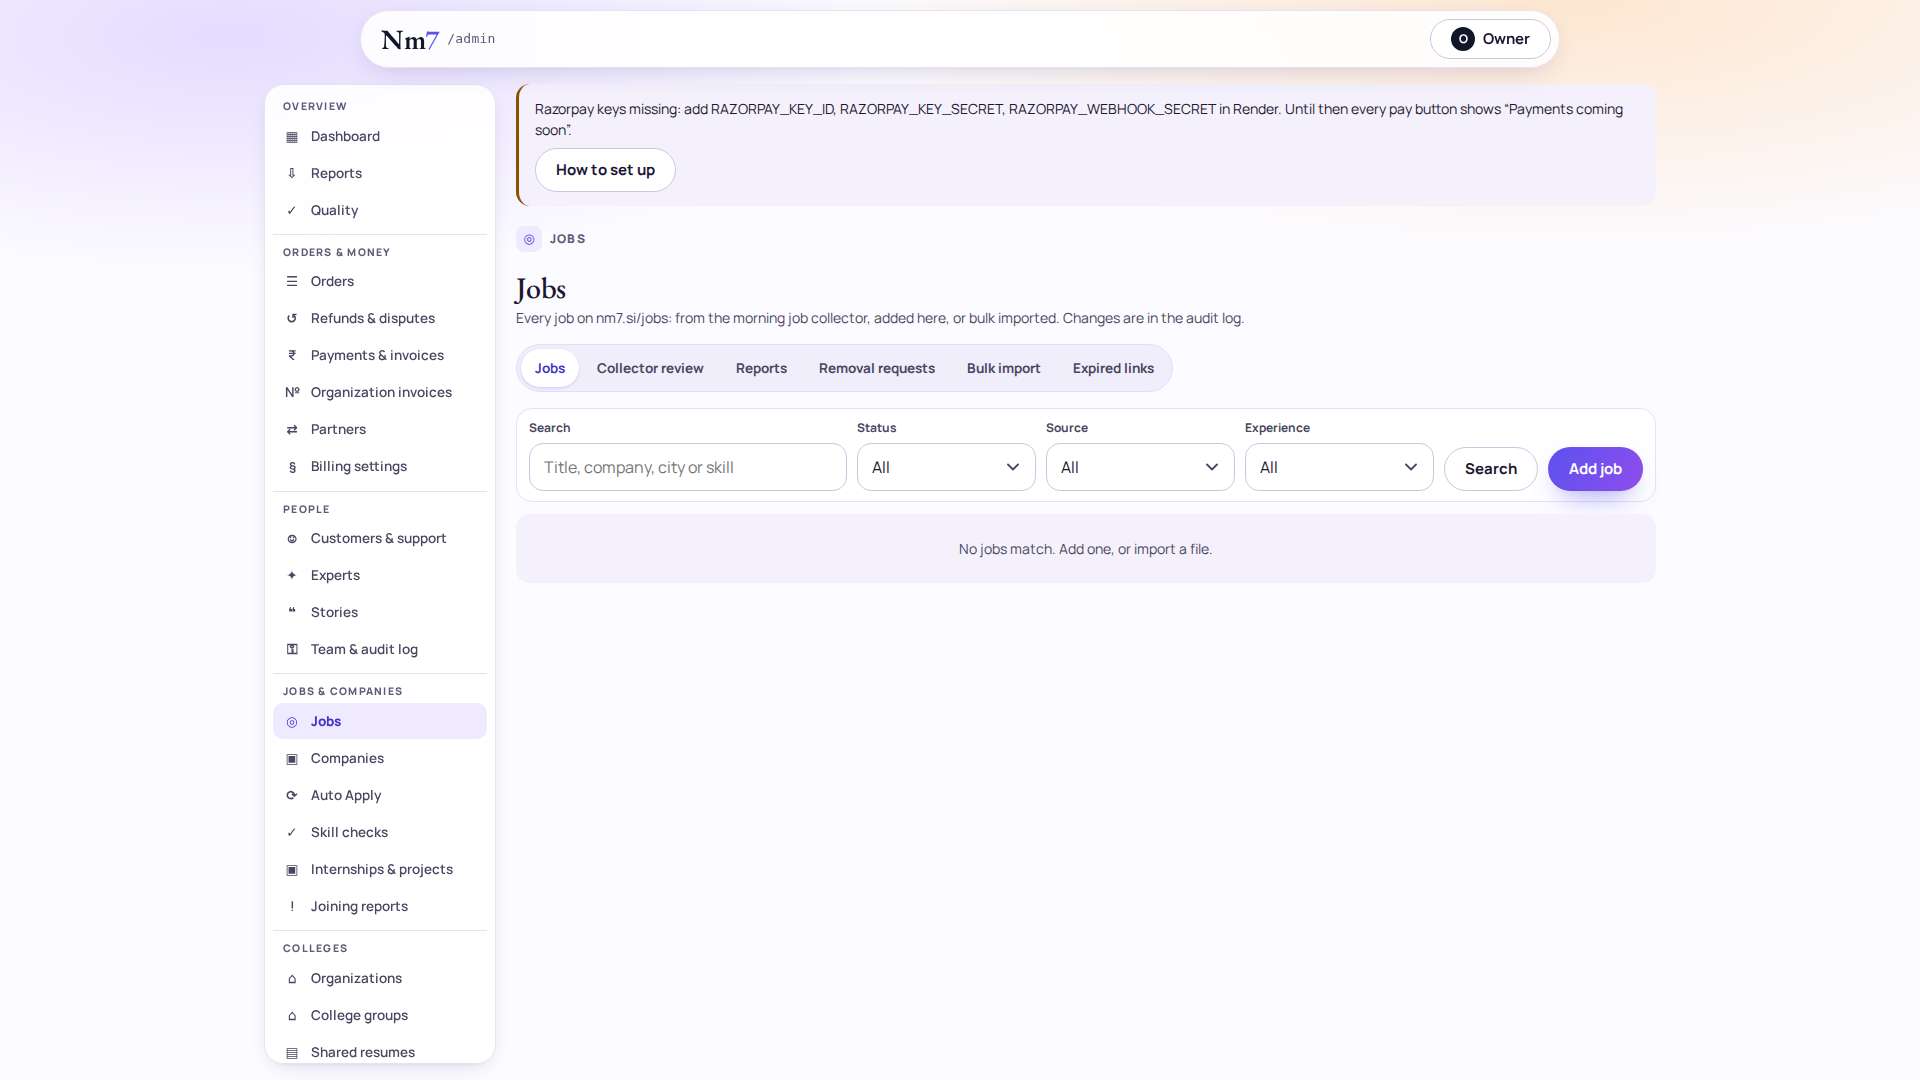 Nm7 /admin
O Owner
OVERVIEW
Dashboard
Reports
Quality
ORDERS & MONEY
Orders
Refunds & disputes
₹ Payments & invoices
Nº Organization invoices
Partners
§ Billing settings
PEOPLE
Customers & support
Experts
Stories
Team & audit log
JOBS & COMPANIES
Jobs
Companies
Auto Apply
Skill checks
Internships & projects
! Joining reports
COLLEGES
Organizations
College groups
Shared resumes
Razorpay keys missing: add RAZORPAY_KEY_ID, RAZORPAY_KEY_SECRET, RAZORPAY_WEBHOOK_SECRET in Render. Until then every pay button shows “Payments coming
soon”.
How to set up
JOBS
Jobs
Every job on nm7.si/jobs: from the morning job collector, added here, or bulk imported. Changes are in the audit log.
Jobs Collector review Reports Removal requests Bulk import Expired links
Search Status Source Experience
Title, company, city or skill All All All Search Add job
No jobs match. Add one, or import a file.